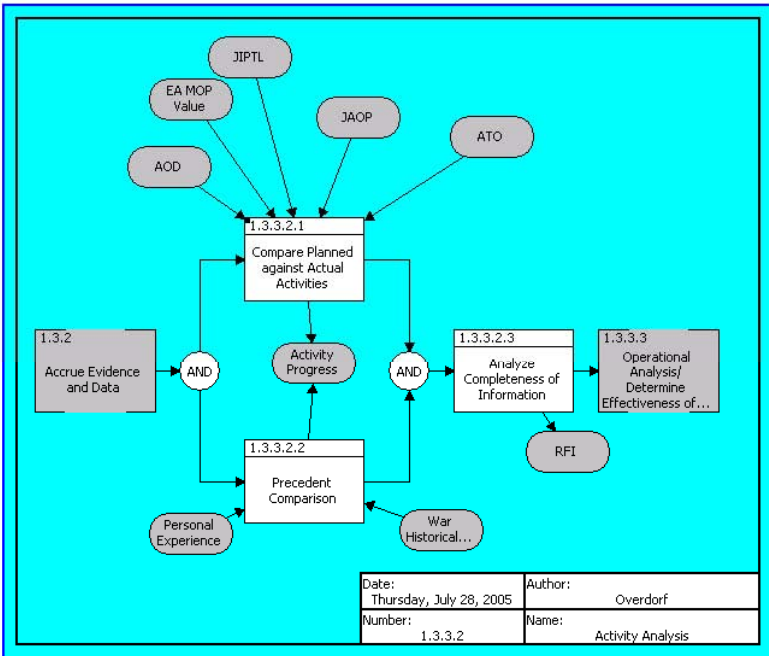 JIPTL
EA MOP
Value
JAOP
ATO
AOD
1.3.3.2.1
Compare Planned
against Actual
Activities
1.3.2
Accrue Evidence
and Data
AND
Activity
Progress
AND
1.3.3.2.3
Analyze
Completeness of
Information
1.3.3.3
Operational
Analysis/
Determine
Effectiveness of...
1.3.3.2.2
Precedent
Comparison
RFI
Personal
Experience
War
Historical...
Date:
Thursday, July 28, 2005
Author:
Overdorf
Number:
1.3.3.2
Name:
Activity Analysis